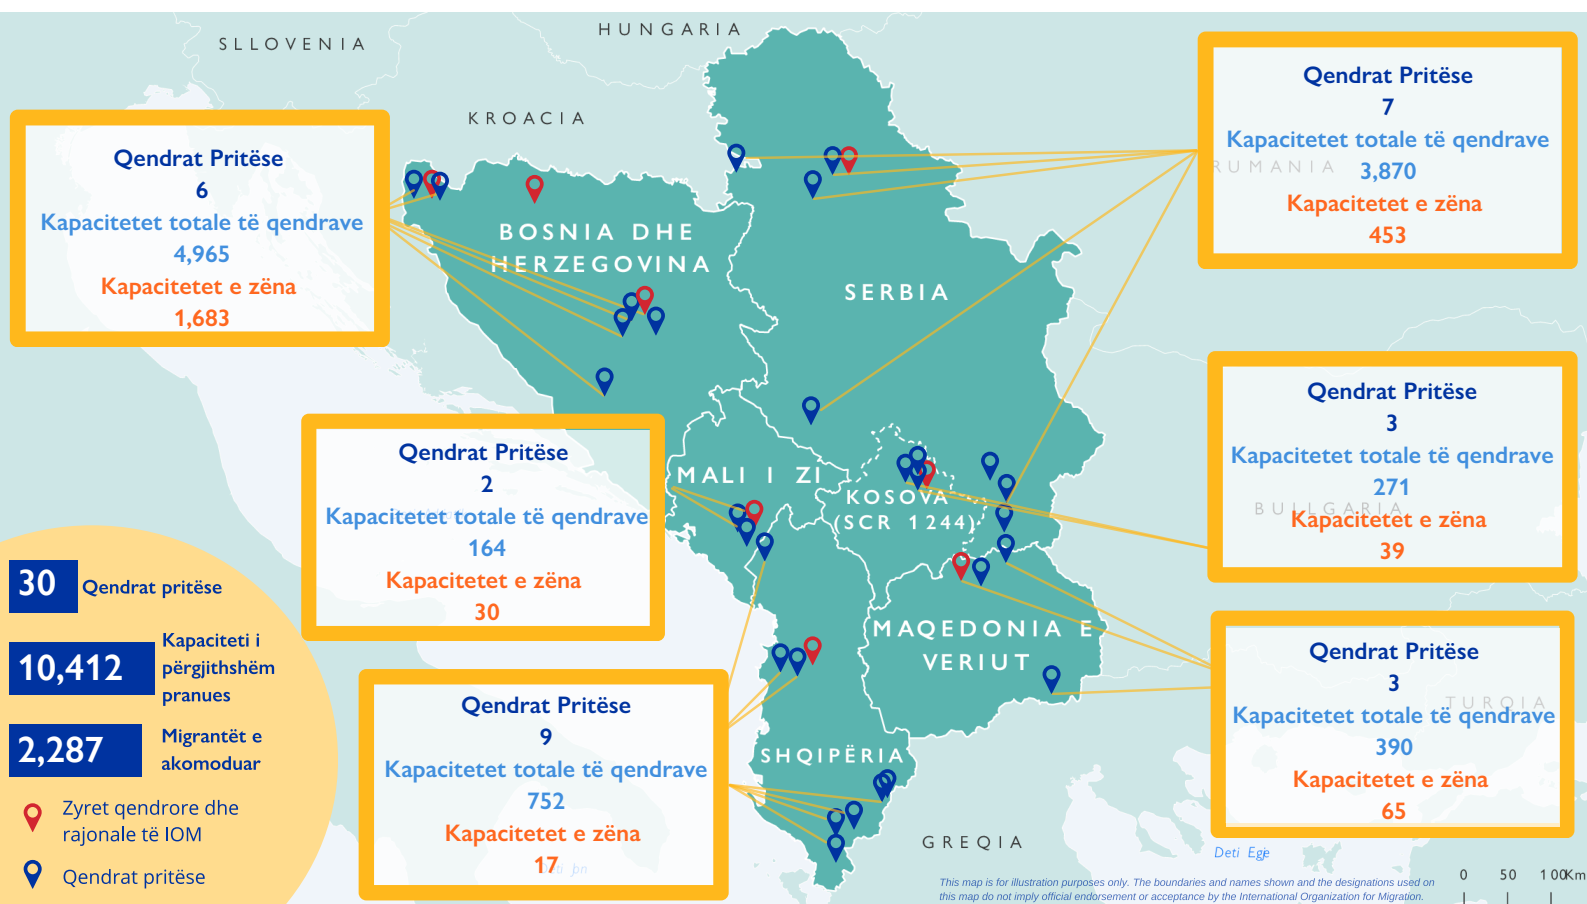 SLLOVENIA
HUNGARIA
KROACIA
RUMANIA
Qendrat Pritëse
6
Kapacitetet totale të qendrave
4,965
Kapacitetet e zëna
1,683
Qendrat Pritëse
7
Kapacitetet totale të qendrave
3,870
Kapacitetet e zëna
453
BOSNIA DHE
HERZEGOVINA
SERBIA
Qendrat Pritëse
2
Kapacitetet totale të qendrave
164
Kapacitetet e zëna
30
MALI I ZI
KOSOVA
(SCR 1244)
Qendrat Pritëse
3
Kapacitetet totale të qendrave
271
BULLGARIA
Kapacitetet e zëna
39
MAQEDONIA E
VERIUT
Qendrat Pritëse
3
TURQIA
Kapacitetet totale të qendrave
390
Kapacitetet e zëna
65
Qendrat Pritëse
9
Kapacitetet totale të qendrave
752
Kapacitetet e zëna
17
SHQIPËRIA
GREQIA
Deti Egje
30
Qendrat pritëse
10,412
Kapaciteti i
përgjithshëm
pranues
2,287
Migrantët e
akomoduar
Zyret qendrore dhe
rajonale të IOM
Qendrat pritëse
This map is for illustration purposes only. The boundaries and names shown and the designations used on
this map do not imply official endorsement or acceptance by the International Organization for Migration.
0 50 100Km